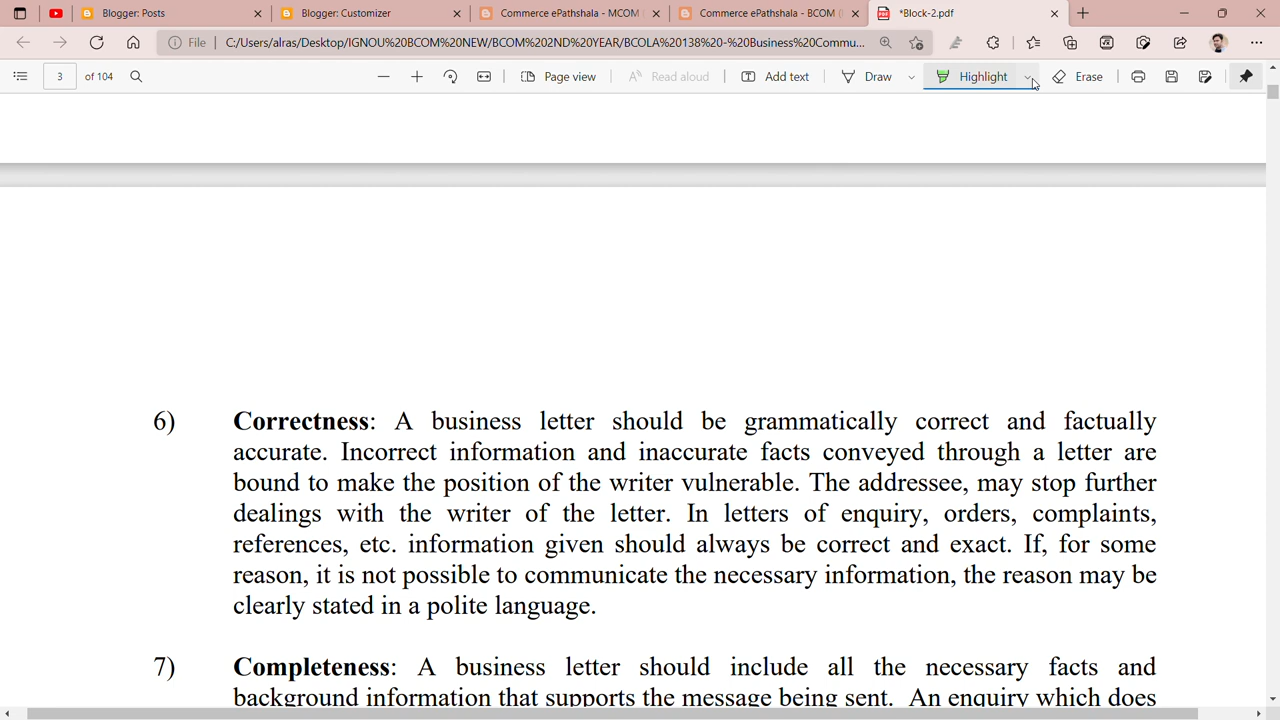 Blogger: Posts
Blogger: Customizer
Commerce ePathshala - MCOM
Commerce ePathshala - BCOM (
*Block-2.pdf
File C:/Users/alras/Desktop/IGNOU%20BCOM%20NEW/BCOM%202ND%20YEAR/BCOLA%20138%20-%20Business%20Commu...
3 of 104 Page view Read aloud Add text Draw Highlight Erase
6) Correctness: A business letter should be grammatically correct and factually
accurate. Incorrect information and inaccurate facts conveyed through a letter are
bound to make the position of the writer vulnerable. The addressee, may stop further
dealings with the writer of the letter. In letters of enquiry, orders, complaints,
references, etc. information given should always be correct and exact. If, for some
reason, it is not possible to communicate the necessary information, the reason may be
clearly stated in a polite language.
7) Completeness: A business letter should include all the necessary facts and
background information that supports the message being sent. An enquiry which does